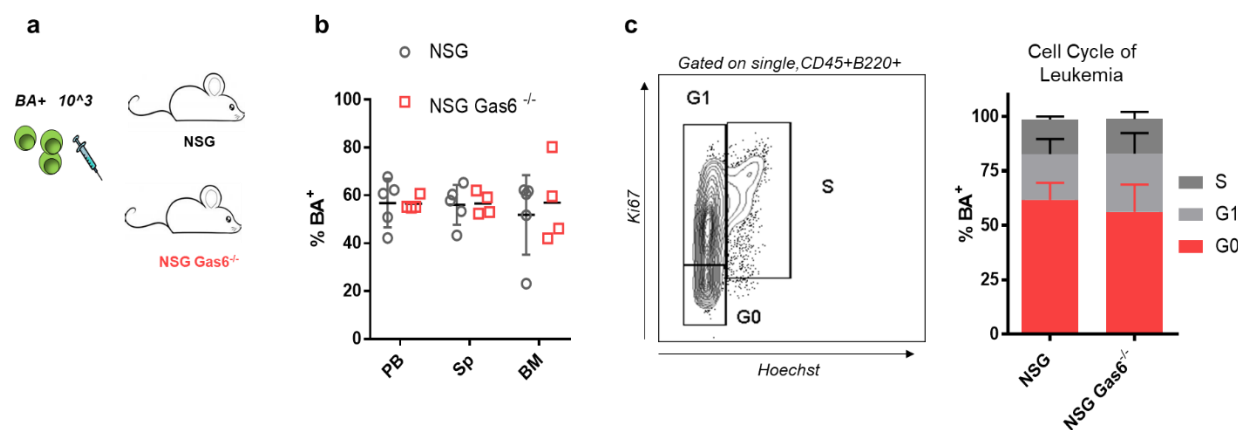 a
BA+ 10^3
NSG
NSG Gas6-/-
b
NSG
NSG Gas6 -/-
% BA+
100
80
60
40
20
0
PB
Sp
BM
c
Gated on single,CD45+B220+
G1
S
G0
Ki67
Hoechst
Cell Cycle of
Leukemia
% BA+
100
75
50
25
0
NSG
NSG Gas6-/-
S
G1
G0